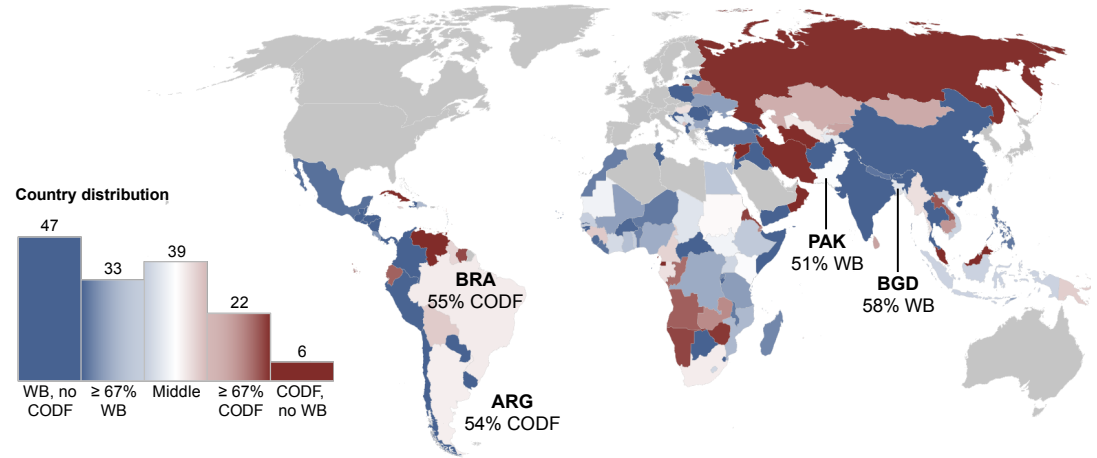 Country distribution
47
33
39
22
6
WB, no
CODF
≥ 67%
WB
Middle
≥ 67%
CODF
CODF,
no WB
BRA
55% CODF
ARG
54% CODF
PAK
51% WB
BGD
58% WB